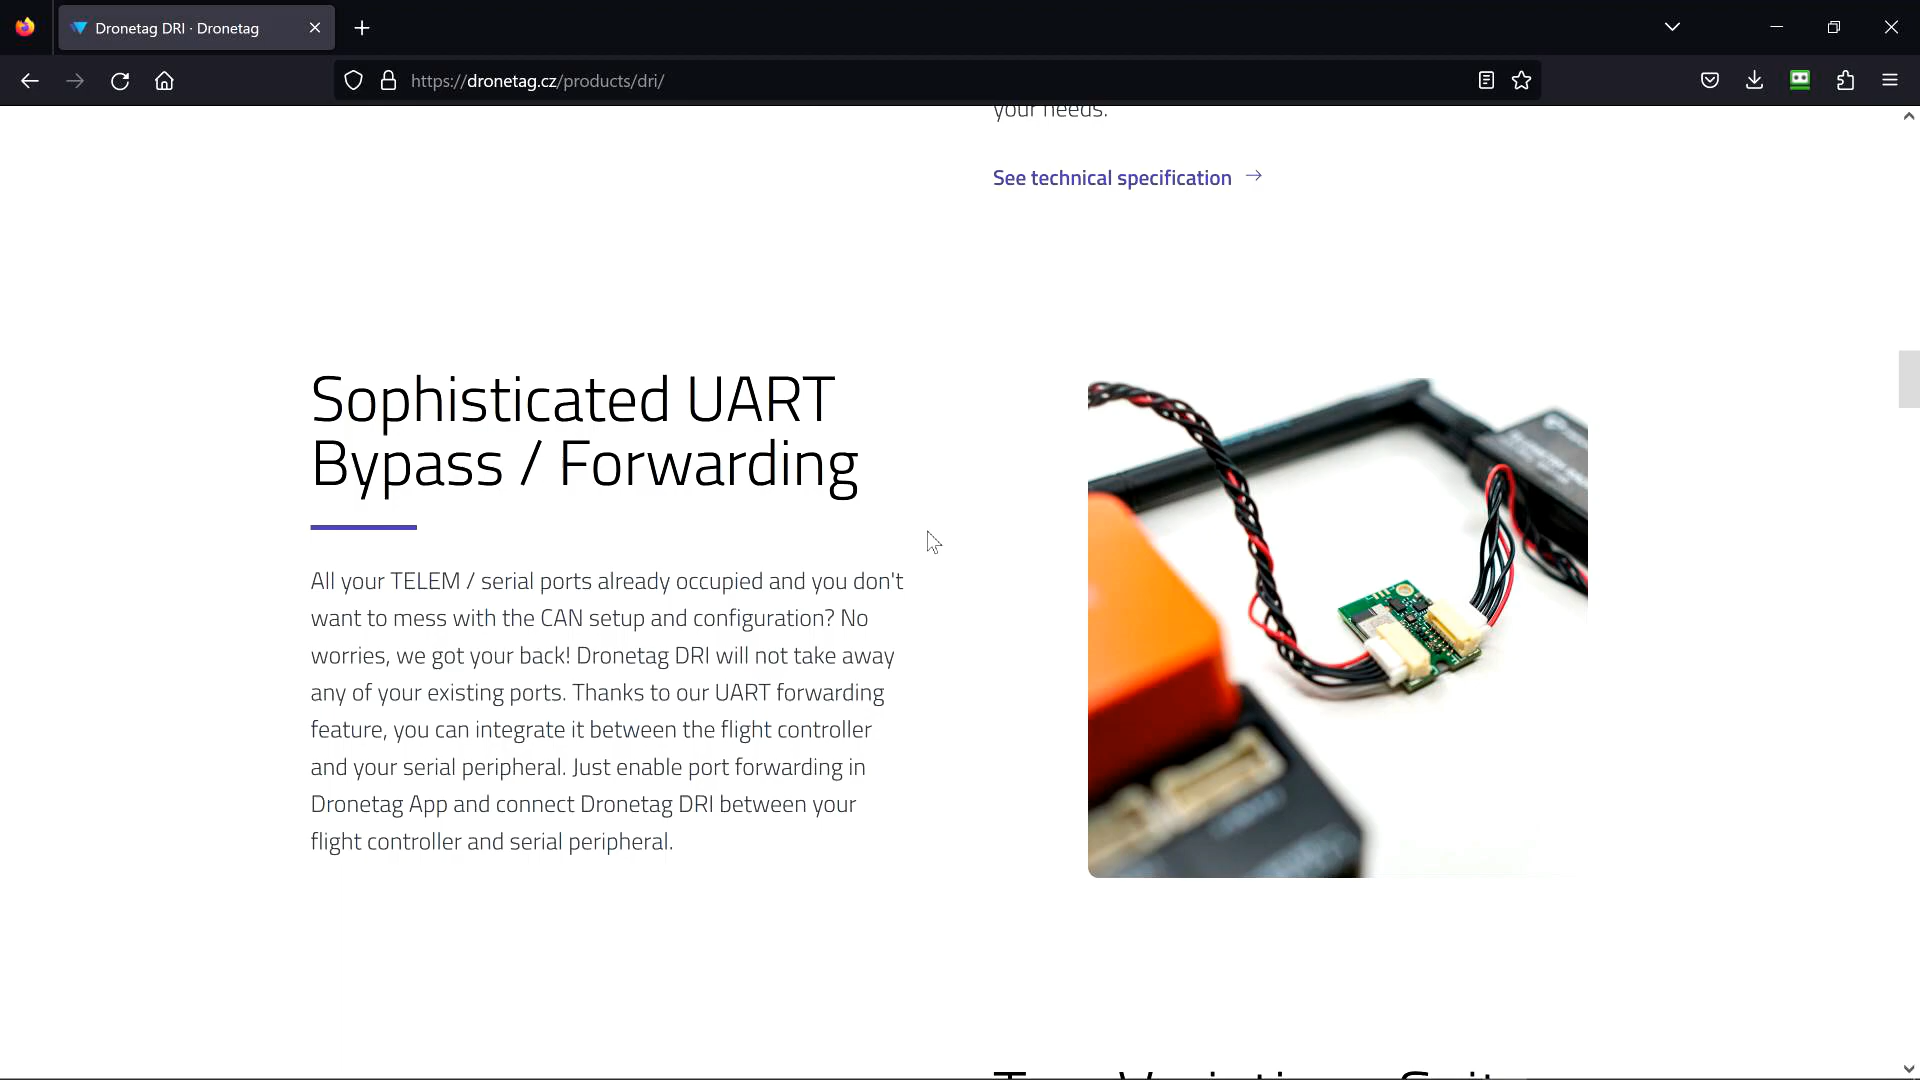 Dronetag DRI · Dronetag
https://dronetag.cz/products/dri/
your needs.
See technical specification
Sophisticated UART
Bypass / Forwarding
All your TELEM / serial ports already occupied and you don't
want to mess with the CAN setup and configuration? No
worries, we got your back! Dronetag DRI will not take away
any of your existing ports. Thanks to our UART forwarding
feature, you can integrate it between the flight controller
and your serial peripheral. Just enable port forwarding in
Dronetag App and connect Dronetag DRI between your
flight controller and serial peripheral.